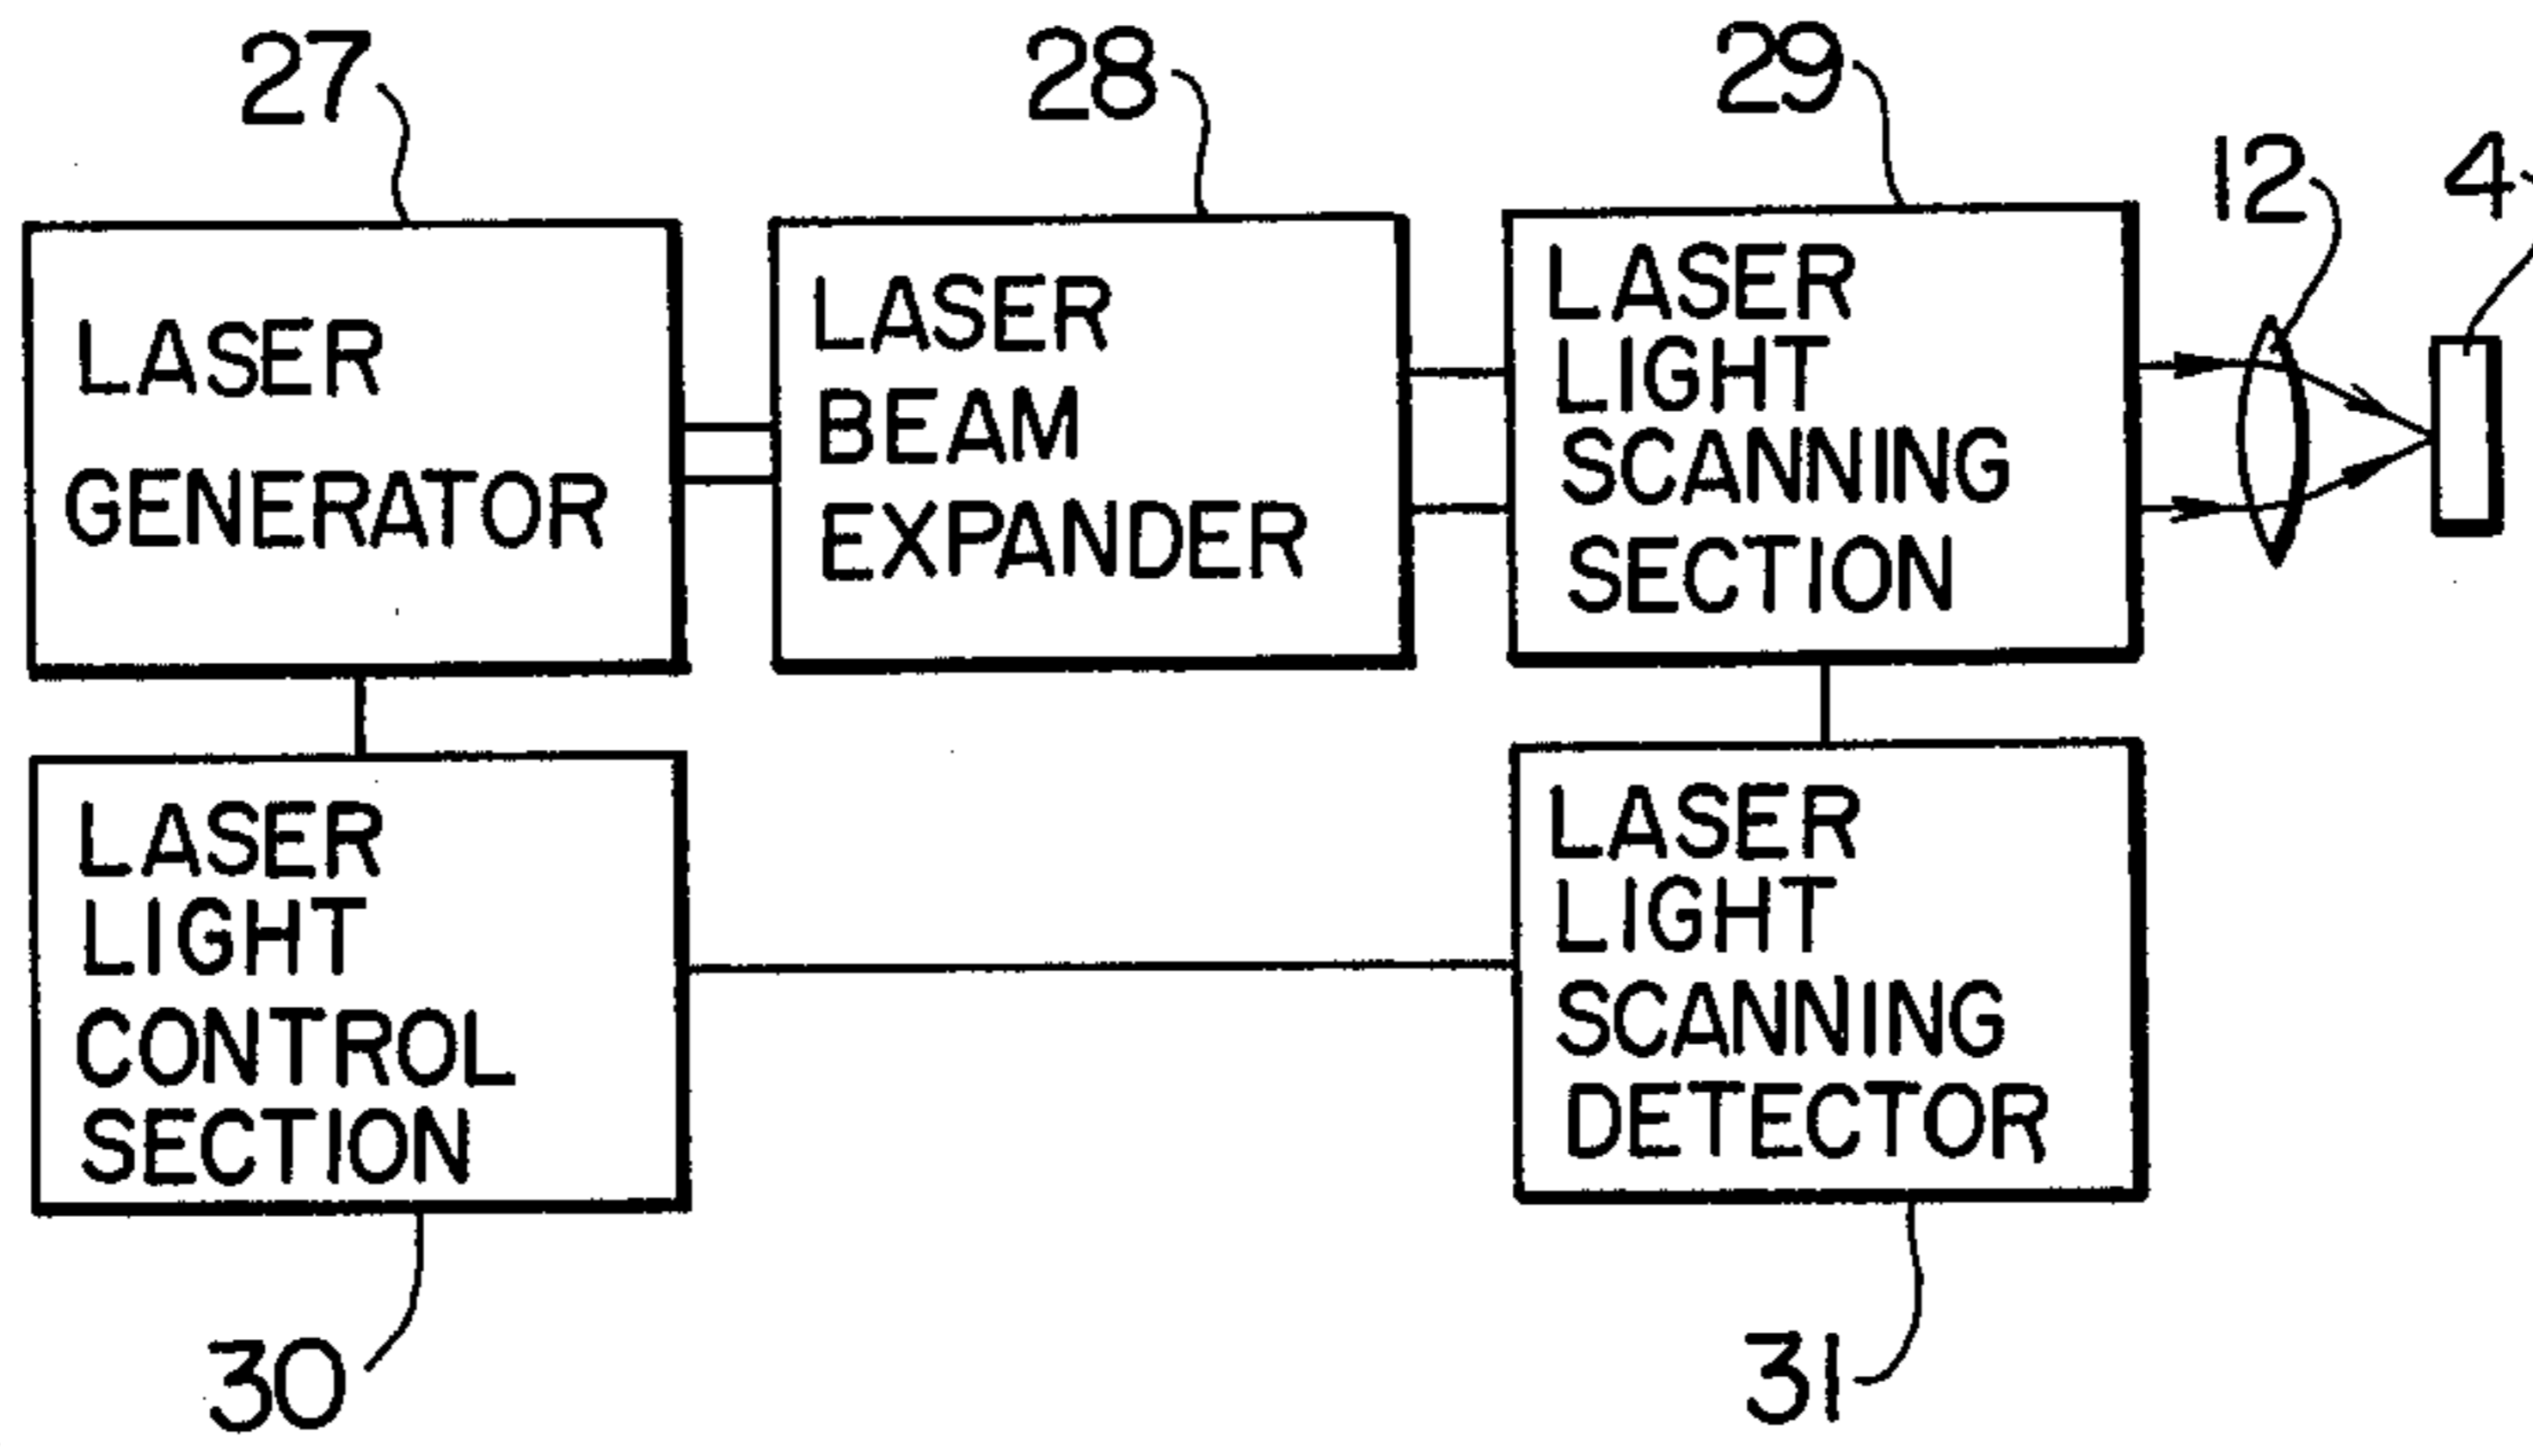 27
28
29
12
4
LASER
GENERATOR
LASER
BEAM
EXPANDER
LASER
LIGHT
SCANNING
SECTION
LASER
LIGHT
CONTROL
SECTION
LASER
LIGHT
SCANNING
DETECTOR
30
31